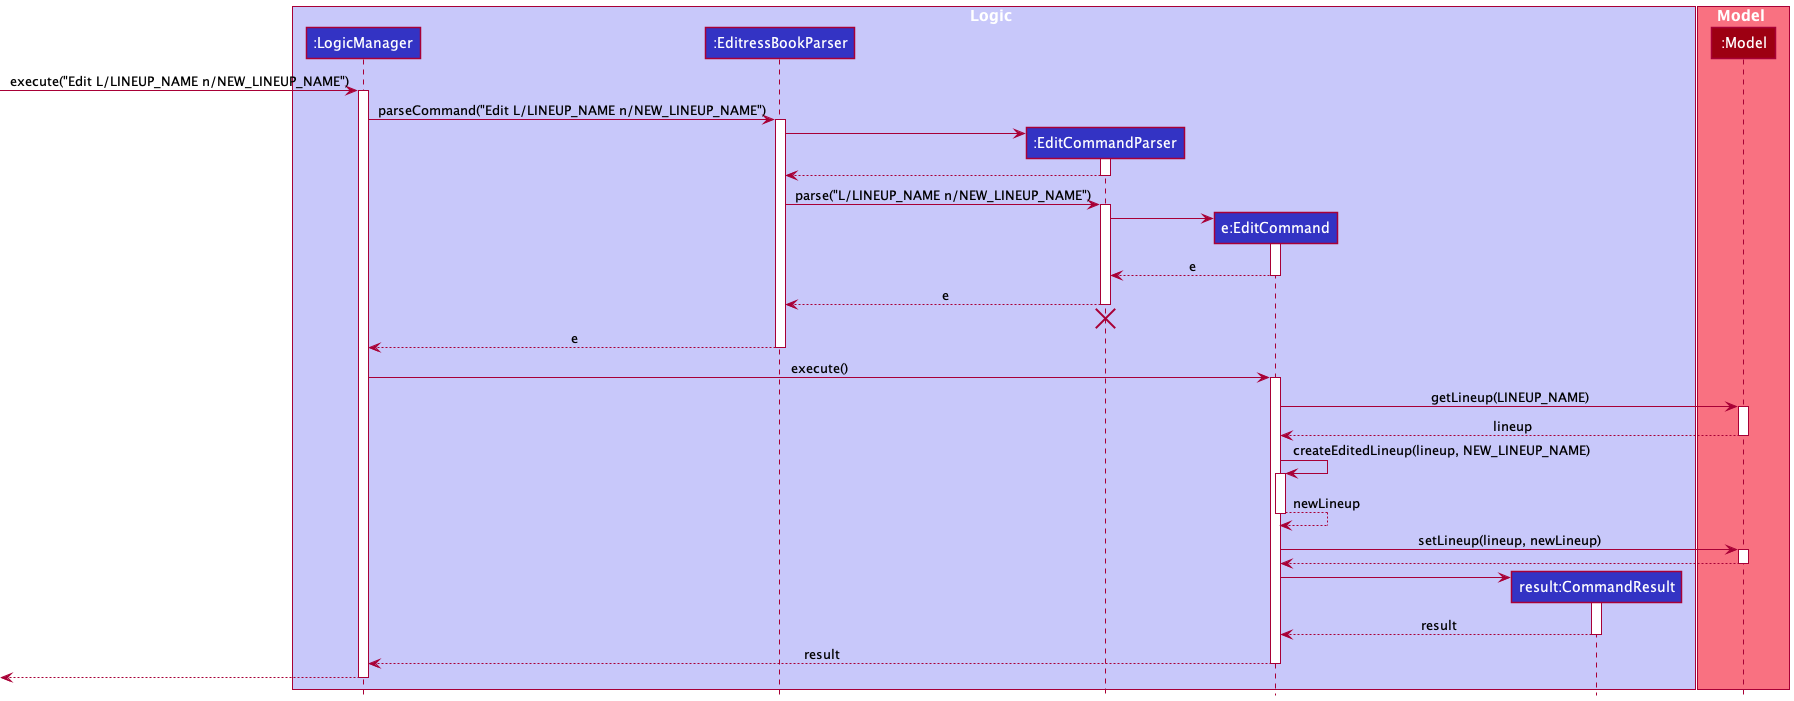 Logic
Model
:LogicManager
:EditressBookParser
:Model
execute("Edit L/LINEUP_NAME n/NEW_LINEUP_NAME")
parseCommand("Edit L/LINEUP_NAME n/NEW_LINEUP_NAME")
:EditCommandParser
parse("L/LINEUP_NAME n/NEW_LINEUP_NAME")
e:EditCommand
e
e
e
execute()
getLineup(LINEUP_NAME)
lineup
createEditedLineup(lineup, NEW_LINEUP_NAME)
newLineup
setLineup(lineup, newLineup)
result:CommandResult
result
result